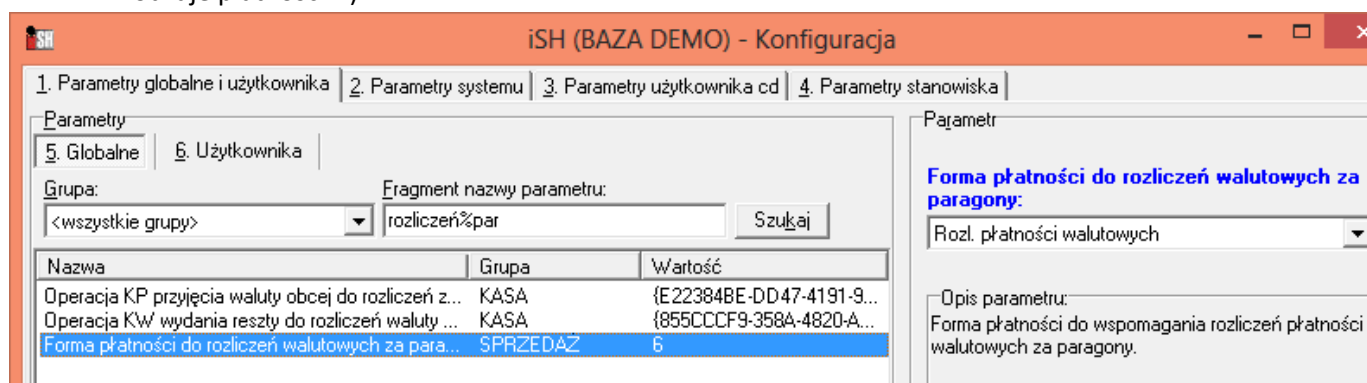 iSH
iSH (BAZA DEMO) - Konfiguracja
1. Parametry globalne i użytkownika
2. Parametry systemu
3. Parametry użytkownika cd
4. Parametry stanowiska
Parametry
5. Globalne
6. Użytkownika
Grupa:
Fragment nazwy parametru:
<wszystkie grupy>
rozliczeń%par
Szukaj
Nazwa
Grupa
Wartość
Operacja KP przyjęcia waluty obcej do rozliczeń z...
KASA
{E22384BE-DD47-4191-9...
Operacja KW wydania reszty do rozliczeń waluty ...
KASA
{855CCCF9-358A-4820-A...
Forma płatności do rozliczeń walutowych za para...
SPRZEDAŻ
6
Parametr
Forma płatności do rozliczeń walutowych za
paragony:
Rozl. płatności walutowych
Opis parametru:
Forma płatności do wspomagania rozliczeń płatności
walutowych za paragony.